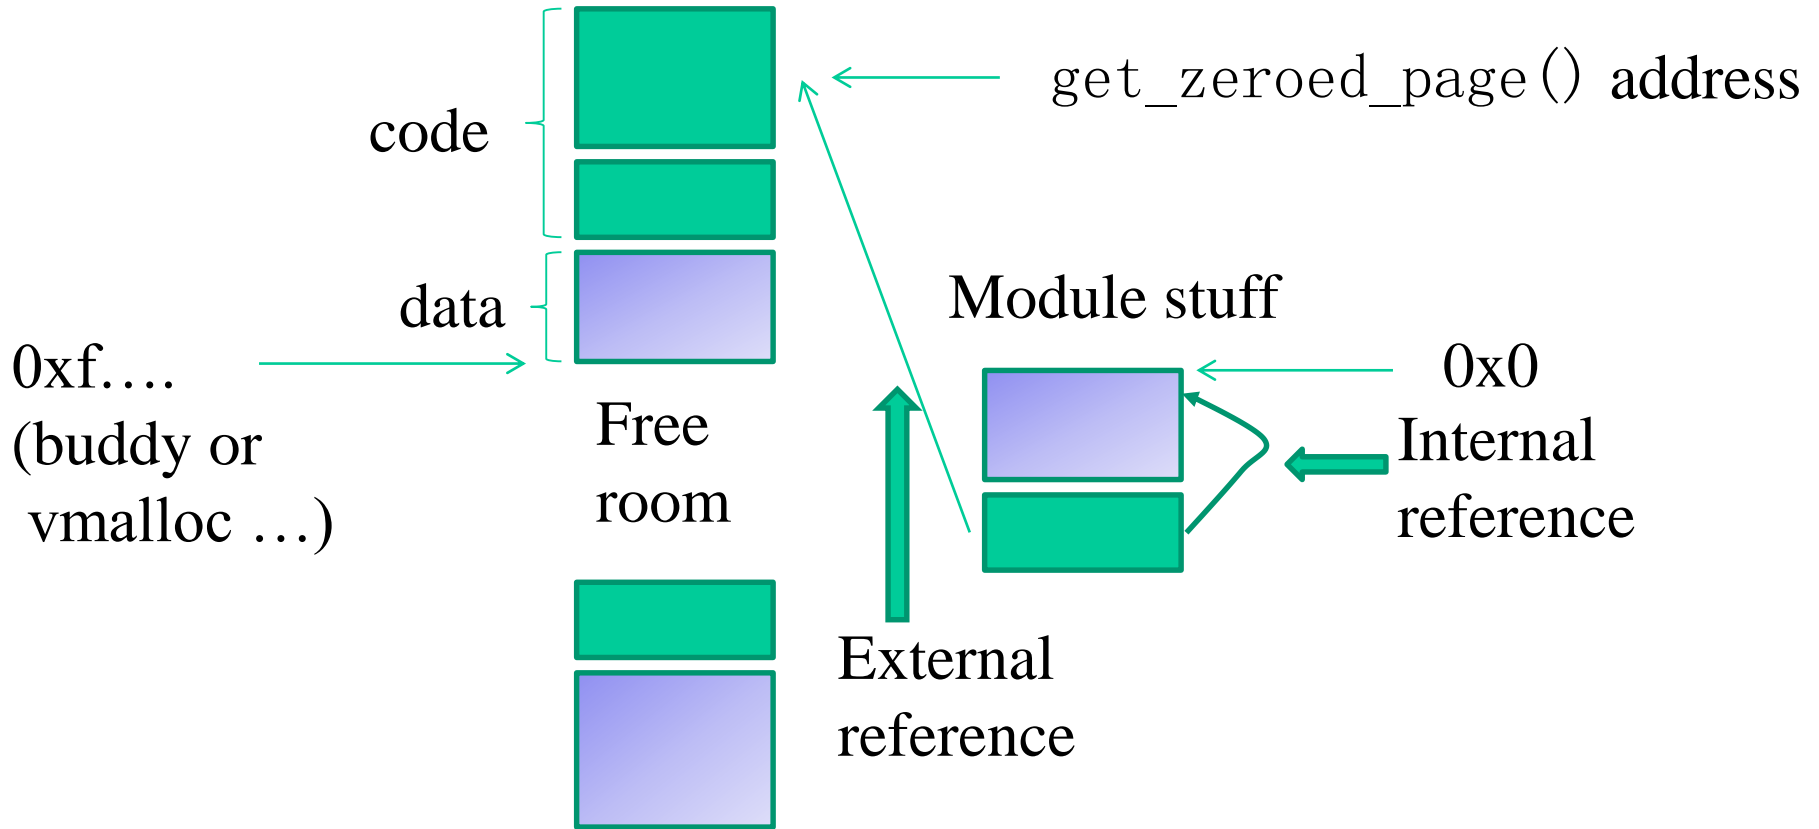 get_zeroed_page() address
code
data
Module stuff
0xf….
(buddy or
vmalloc …)
Free
room
0x0
Internal
reference
External
reference